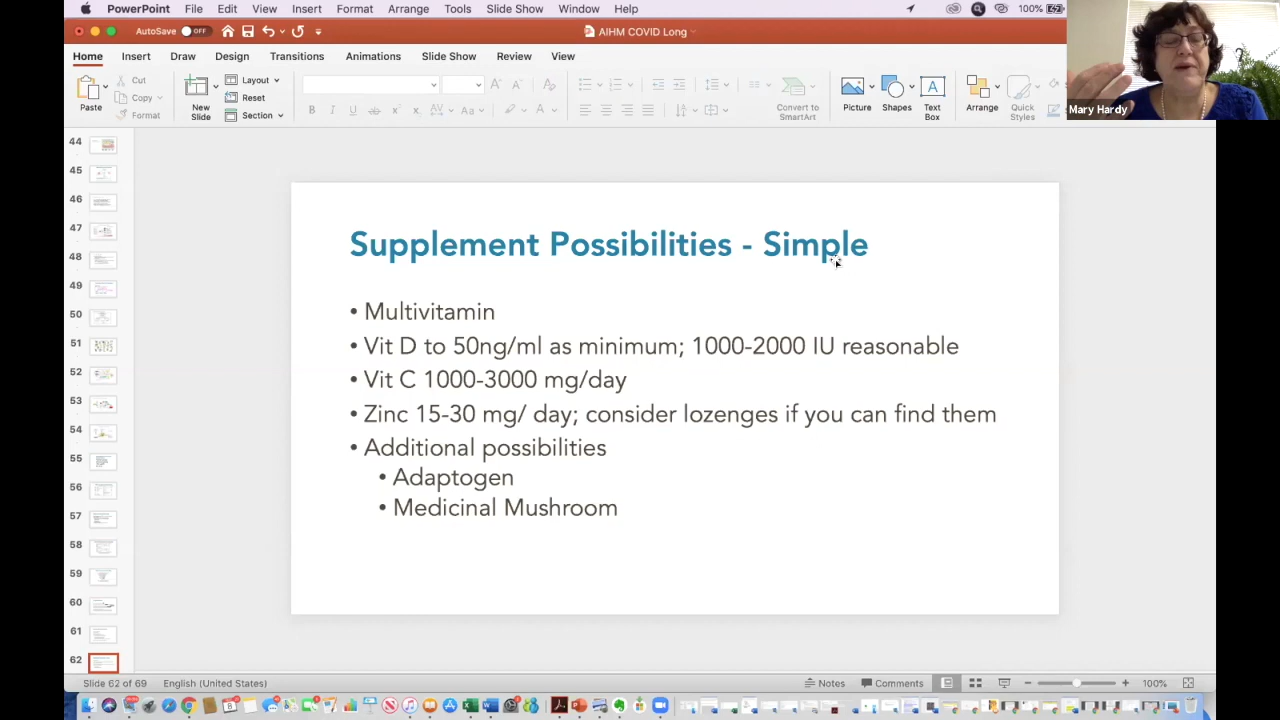 PowerPoint File Edit View Insert Format Arrange Tools Slide Show Window Help 100%
AutoSave OFF AIHM COVID Long
Home Insert Draw Design Transitions Animations Slide Show Review View
Paste Cut Copy Format
New Slide Layout Reset Section
Convert to SmartArt
Picture Shapes Text Box Arrange Quick Styles
Mary Hardy
44
45
46
47
48
49
50
51
52
53
54
55
56
57
58
59
60
61
62
Supplement Possibilities - Simple
• Multivitamin
• Vit D to 50ng/ml as minimum; 1000-2000 IU reasonable
• Vit C 1000-3000 mg/day
• Zinc 15-30 mg/ day; consider lozenges if you can find them
• Additional possibilities
• Adaptogen
• Medicinal Mushroom
Slide 62 of 69 English (United States) Notes Comments 100%